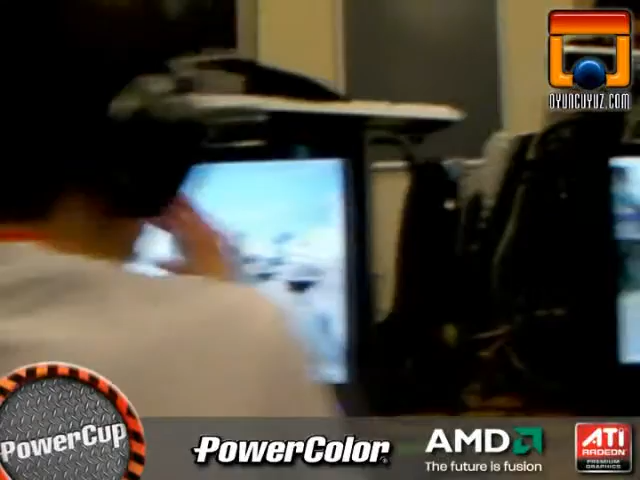 OYUNCUYUZ.COM
PowerCup
PowerColor
AMD
The future is fusion
ATI
RADEON
PREMIUM
GRAPHICS